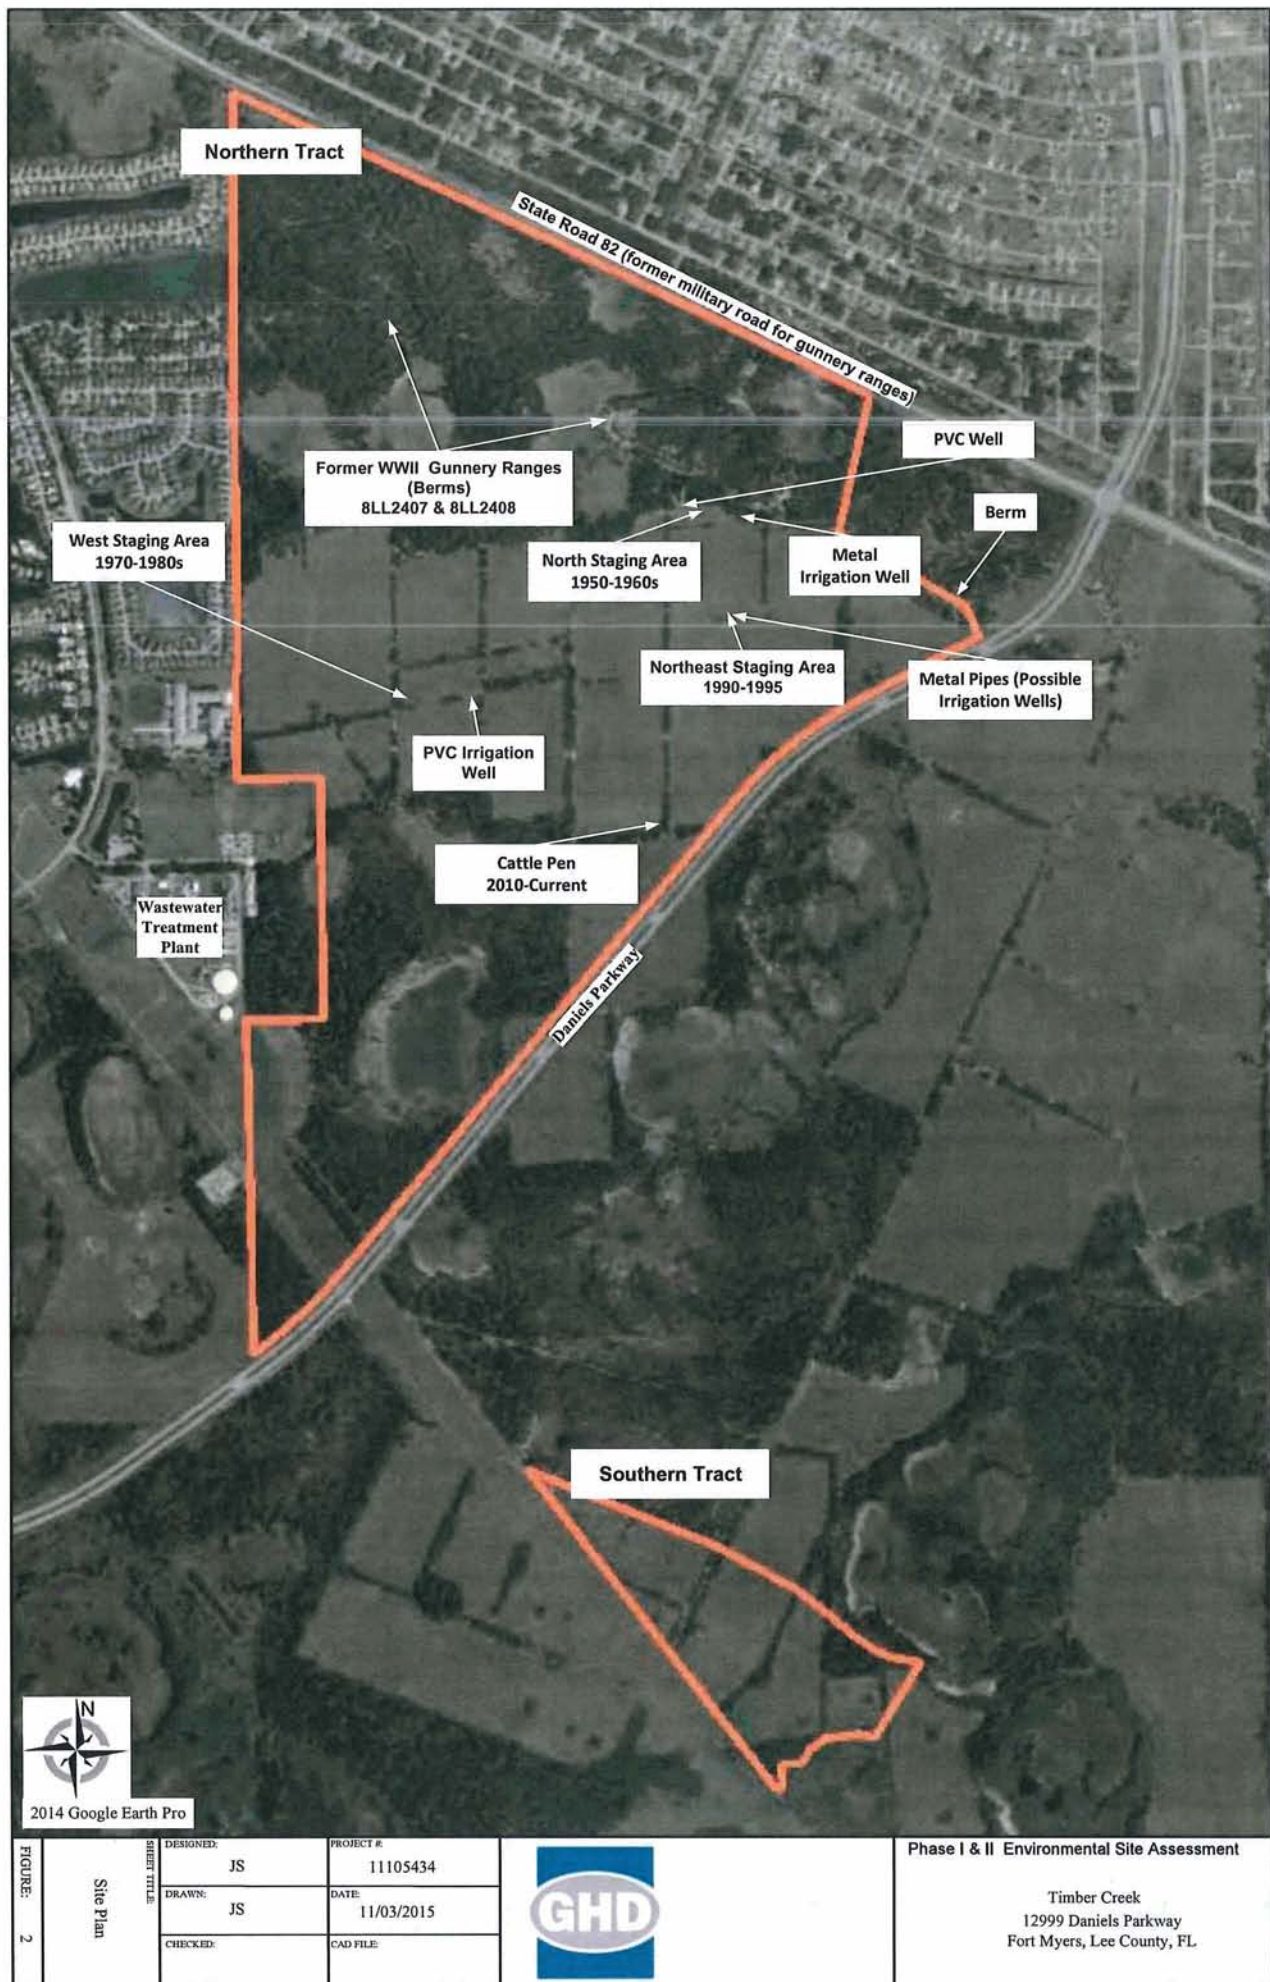 Northern Tract
State Road 82 (former military road for gunnery ranges)
PVC Well
Former WWII Gunnery Ranges
(Berms)
8LL2407 & 8LL2408
Berm
West Staging Area
1970-1980s
North Staging Area
1950-1960s
Metal
Irrigation Well
Northeast Staging Area
1990-1995
Metal Pipes (Possible
Irrigation Wells)
PVC Irrigation
Well
Cattle Pen
2010-Current
Wastewater
Treatment
Plant
Daniels Parkway
Southern Tract
N
2014 Google Earth Pro
FIGURE: 2
SHEET TITLE:
Site Plan
DESIGNED:
JS
PROJECT #:
11105434
DRAWN:
JS
DATE:
11/03/2015
CHECKED:
CAD FILE:
GHD
Phase I & II Environmental Site Assessment
Timber Creek
12999 Daniels Parkway
Fort Myers, Lee County, FL